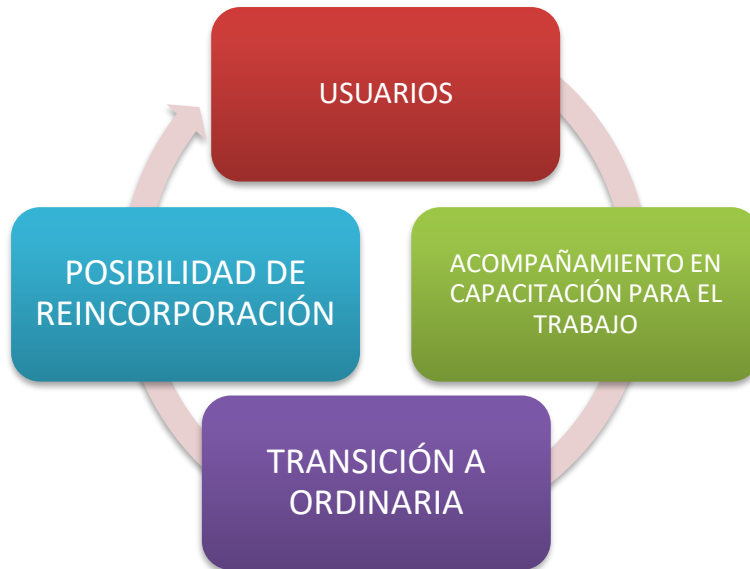 USUARIOS
ACOMPAÑAMIENTO EN
CAPACITACIÓN PARA EL
TRABAJO
TRANSICIÓN A
ORDINARIA
POSIBILIDAD DE
REINCORPORACIÓN